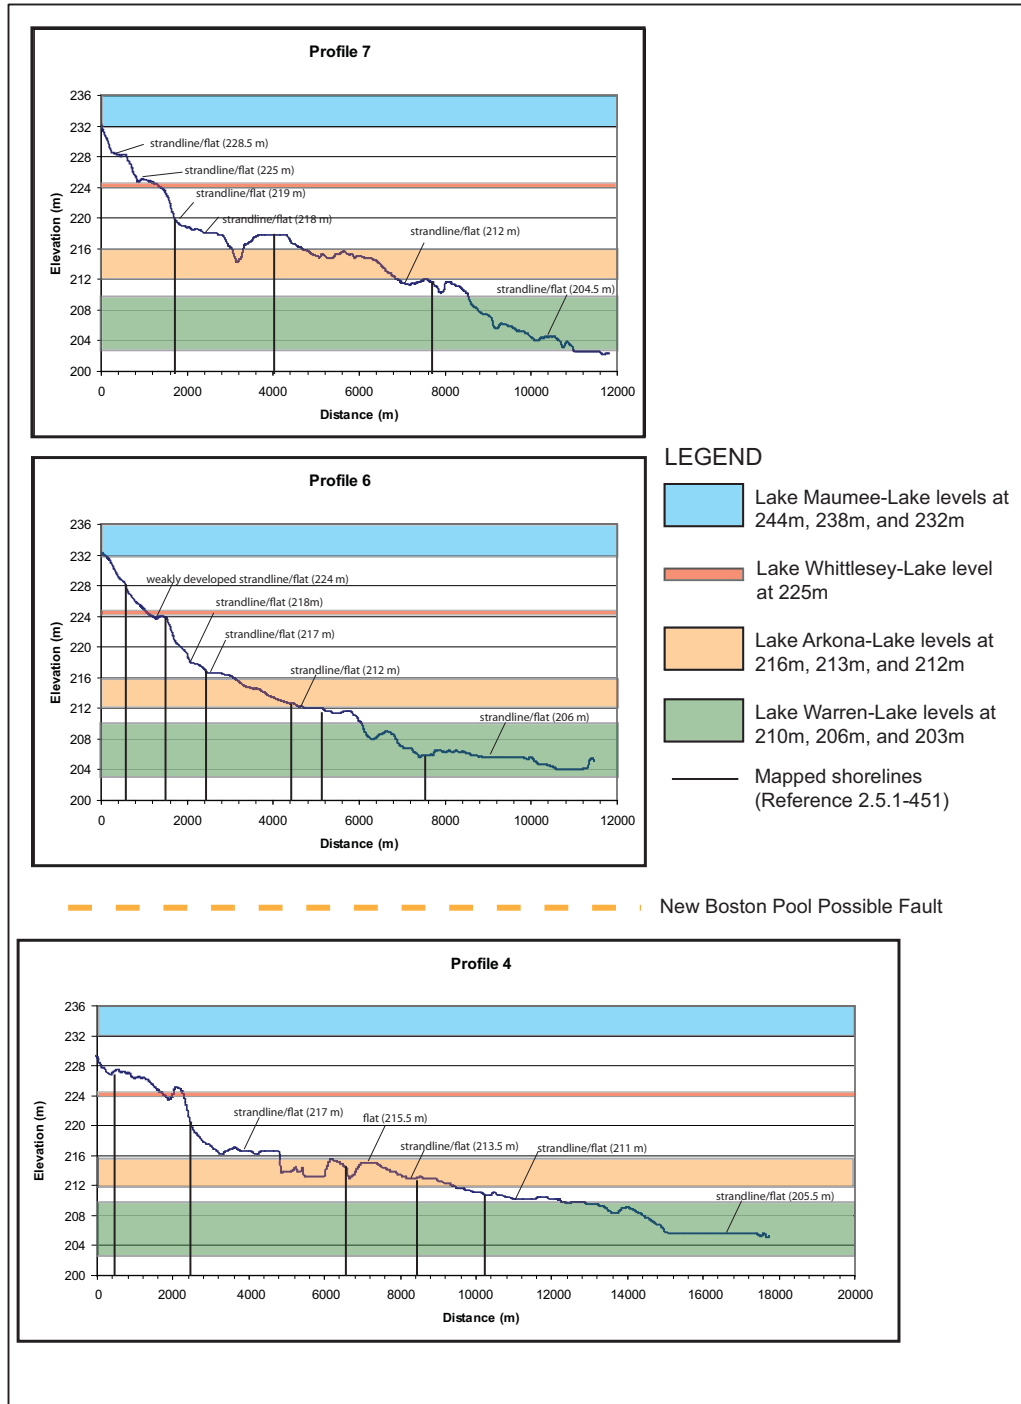 Profile 7
236
232
228
224
220
216
212
208
204
200
Elevation (m)
strandline/flat (228.5 m)
strandline/flat (225 m)
strandline/flat (219 m)
strandline/flat (218 m)
strandline/flat (212 m)
strandline/flat (204.5 m)
0 2000 4000 6000 8000 10000 12000
Distance (m)
Profile 6
236
232
228
224
220
216
212
208
204
200
Elevation (m)
weakly developed strandline/flat (224 m)
strandline/flat (218m)
strandline/flat (217 m)
strandline/flat (212 m)
strandline/flat (206 m)
0 2000 4000 6000 8000 10000 12000
Distance (m)
LEGEND
Lake Maumee-Lake levels at
244m, 238m, and 232m
Lake Whittlesey-Lake level
at 225m
Lake Arkona-Lake levels at
216m, 213m, and 212m
Lake Warren-Lake levels at
210m, 206m, and 203m
Mapped shorelines
(Reference 2.5.1-451)
New Boston Pool Possible Fault
Profile 4
236
232
228
224
220
216
212
208
204
200
Elevation (m)
strandline/flat (217 m)
flat (215.5 m)
strandline/flat (213.5 m)
strandline/flat (211 m)
strandline/flat (205.5 m)
0 2000 4000 6000 8000 10000 12000 14000 16000 18000 20000
Distance (m)